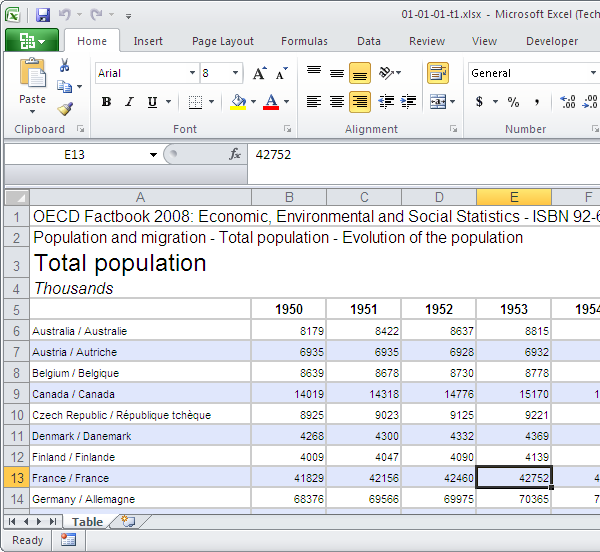 01-01-01-t1.xlsx - Microsoft Excel (Tech
Home Insert Page Layout Formulas Data Review View Developer
Paste Arial 8 A A General
B I U A $ % , .0 .00 .00 .0
Clipboard Font Alignment Number
E13 fx 42752
A B C D E F
1 OECD Factbook 2008: Economic, Environmental and Social Statistics - ISBN 92-6
2 Population and migration - Total population - Evolution of the population
3 Total population
4 Thousands
5 1950 1951 1952 1953 1954
6 Australia / Australie 8179 8422 8637 8815
7 Austria / Autriche 6935 6935 6928 6932
8 Belgium / Belgique 8639 8678 8730 8778
9 Canada / Canada 14019 14318 14776 15170 1
10 Czech Republic / République tchèque 8925 9023 9125 9221
11 Denmark / Danemark 4268 4300 4332 4369
12 Finland / Finlande 4009 4047 4090 4139
13 France / France 41829 42156 42460 42752 4
14 Germany / Allemagne 68376 69566 69975 70365 7
Table
Ready